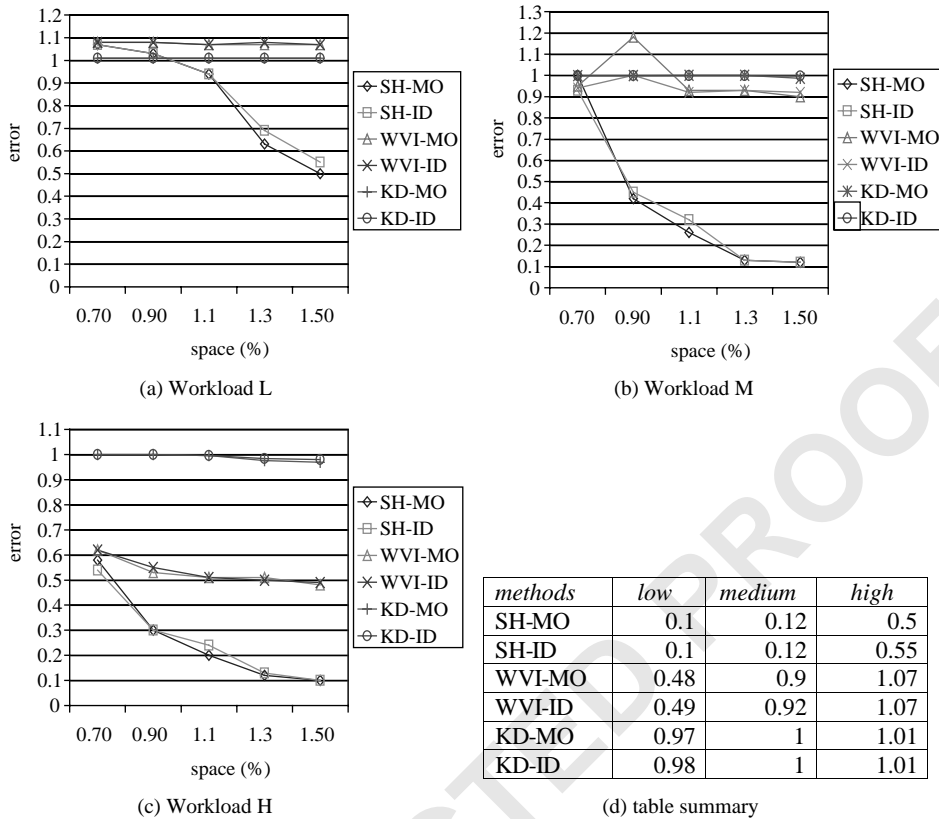 1.2
1.1
1
0.9
0.8
0.7
0.6
0.5
0.4
0.3
0.2
0.1
0
error
0.70 0.90 1.1 1.3 1.50
space (%)
SH-MO
SH-ID
WVI-MO
WVI-ID
KD-MO
KD-ID
(a) Workload L
1.3
1.2
1.1
1
0.9
0.8
0.7
0.6
0.5
0.4
0.3
0.2
0.1
0
error
0.70 0.90 1.1 1.3 1.50
space (%)
SH-MO
SH-ID
WVI-MO
WVI-ID
KD-MO
KD-ID
(b) Workload M
1.1
1
0.9
0.8
0.7
0.6
0.5
0.4
0.3
0.2
0.1
0
error
0.70 0.90 1.1 1.3 1.50
space (%)
SH-MO
SH-ID
WVI-MO
WVI-ID
KD-MO
KD-ID
(c) Workload H
methods low medium high
SH-MO 0.1 0.12 0.5
SH-ID 0.1 0.12 0.55
WVI-MO 0.48 0.9 1.07
WVI-ID 0.49 0.92 1.07
KD-MO 0.97 1 1.01
KD-ID 0.98 1 1.01
(d) table summary